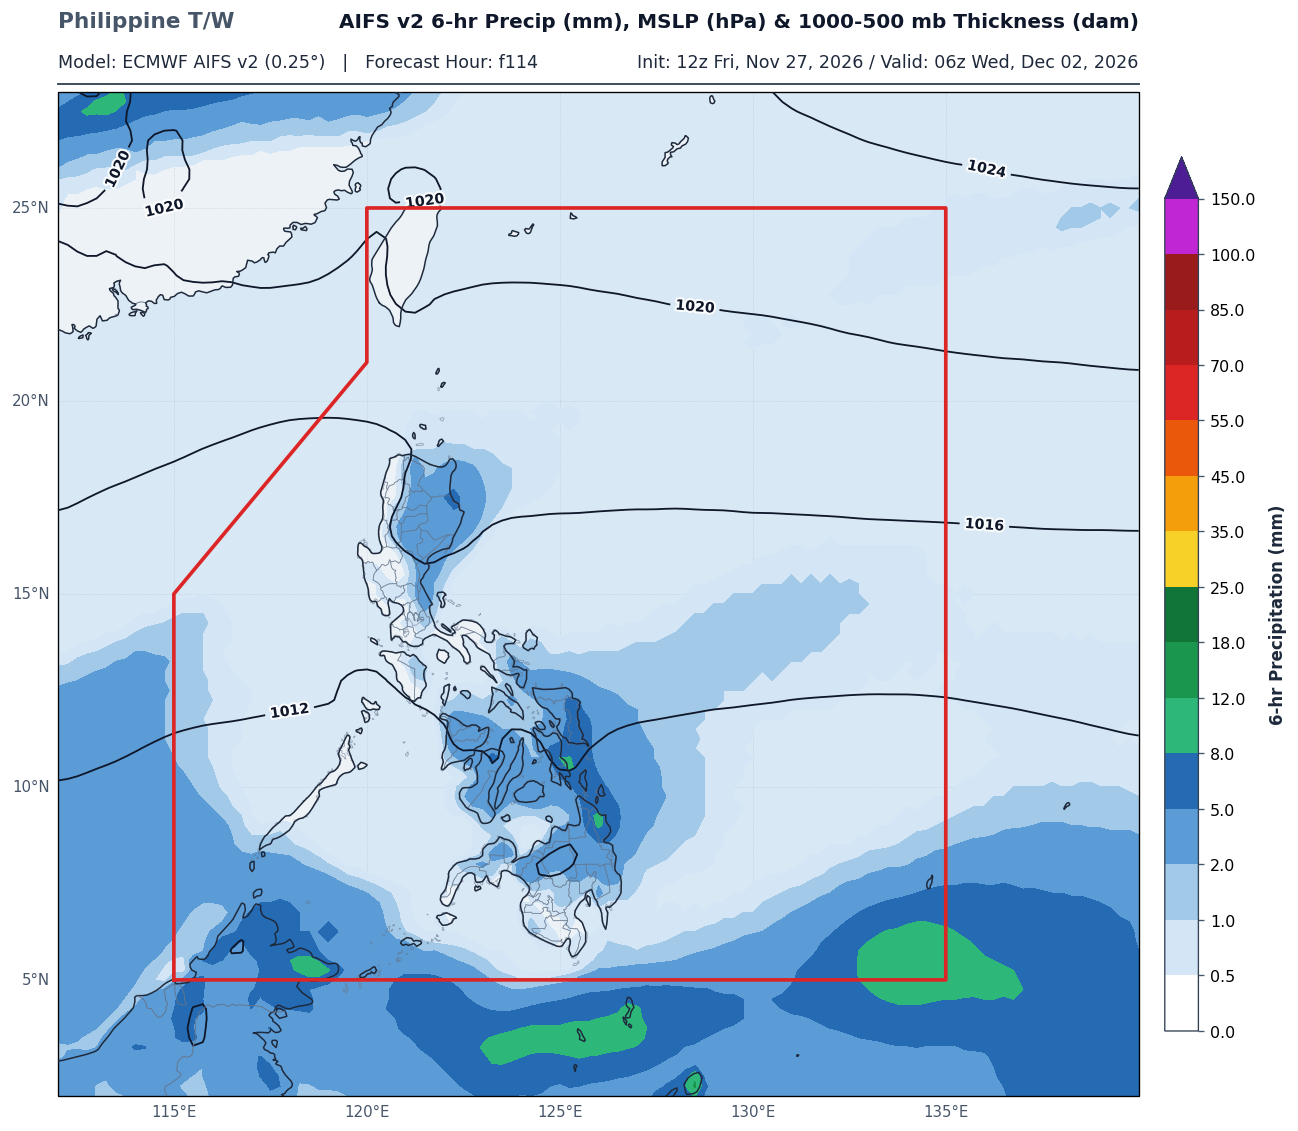 Philippine T/W
AIFS v2 6-hr Precip (mm), MSLP (hPa) & 1000-500 mb Thickness (dam)
Model: ECMWF AIFS v2 (0.25°) | Forecast Hour: f114
Init: 12z Fri, Nov 27, 2026 / Valid: 06z Wed, Dec 02, 2026
1020
1020
1020
1024
1020
1016
1012
25°N
20°N
15°N
10°N
5°N
115°E
120°E
125°E
130°E
135°E
150.0
100.0
85.0
70.0
55.0
45.0
35.0
25.0
18.0
12.0
8.0
5.0
2.0
1.0
0.5
0.0
6-hr Precipitation (mm)